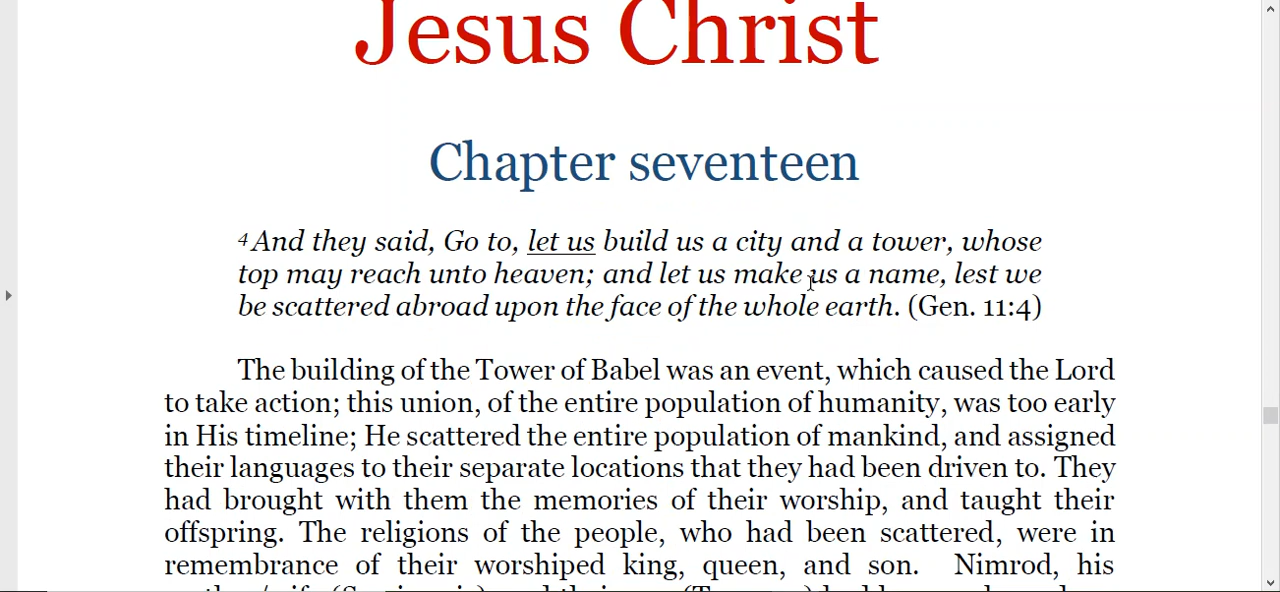 Jesus Christ
Chapter seventeen
4 And they said, Go to, let us build us a city and a tower, whose
top may reach unto heaven; and let us make us a name, lest we
be scattered abroad upon the face of the whole earth. (Gen. 11:4)
The building of the Tower of Babel was an event, which caused the Lord
to take action; this union, of the entire population of humanity, was too early
in His timeline; He scattered the entire population of mankind, and assigned
their languages to their separate locations that they had been driven to. They
had brought with them the memories of their worship, and taught their
offspring. The religions of the people, who had been scattered, were in
remembrance of their worshiped king, queen, and son. Nimrod, his